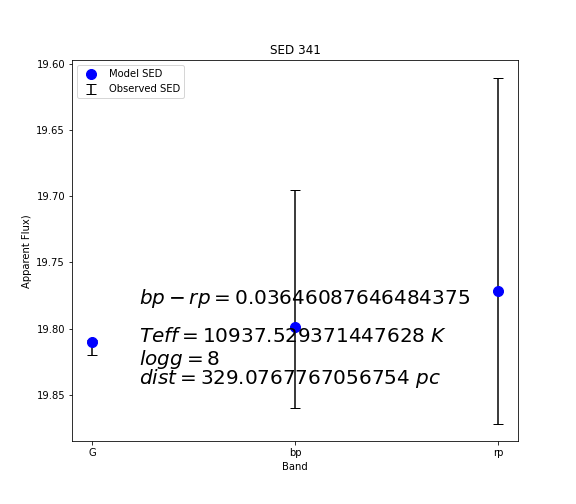 SED 341
19.60
19.65
19.70
19.75
19.80
19.85
Apparent Flux)
Model SED
Observed SED
bp − rp = 0.03646087646484375
Teff = 10937.529371447628 K
logg = 8
dist = 329.0767767056754 pc
G bp rp
Band